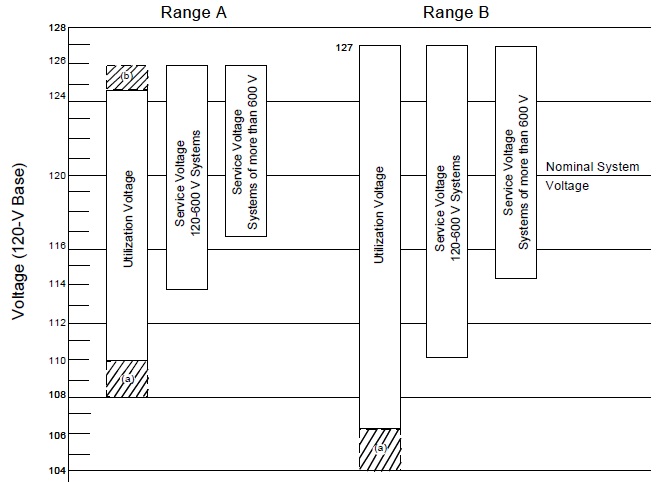 Range A
Range B
Voltage (120-V Base)
128
126
124
120
116
114
112
110
108
106
104
(b)
Utilization Voltage
(a)
Service Voltage
120-600 V Systems
Service Voltage
Systems of more than 600 V
127
Utilization Voltage
(a)
Service Voltage
120-600 V Systems
Service Voltage
Systems of more than 600 V
Nominal System
Voltage